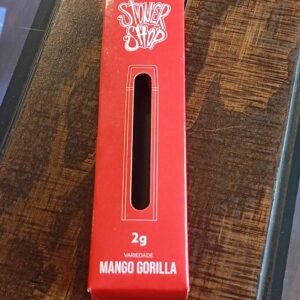 STONER
SHOP
2g
VARIEDADE
MANGO GORILLA